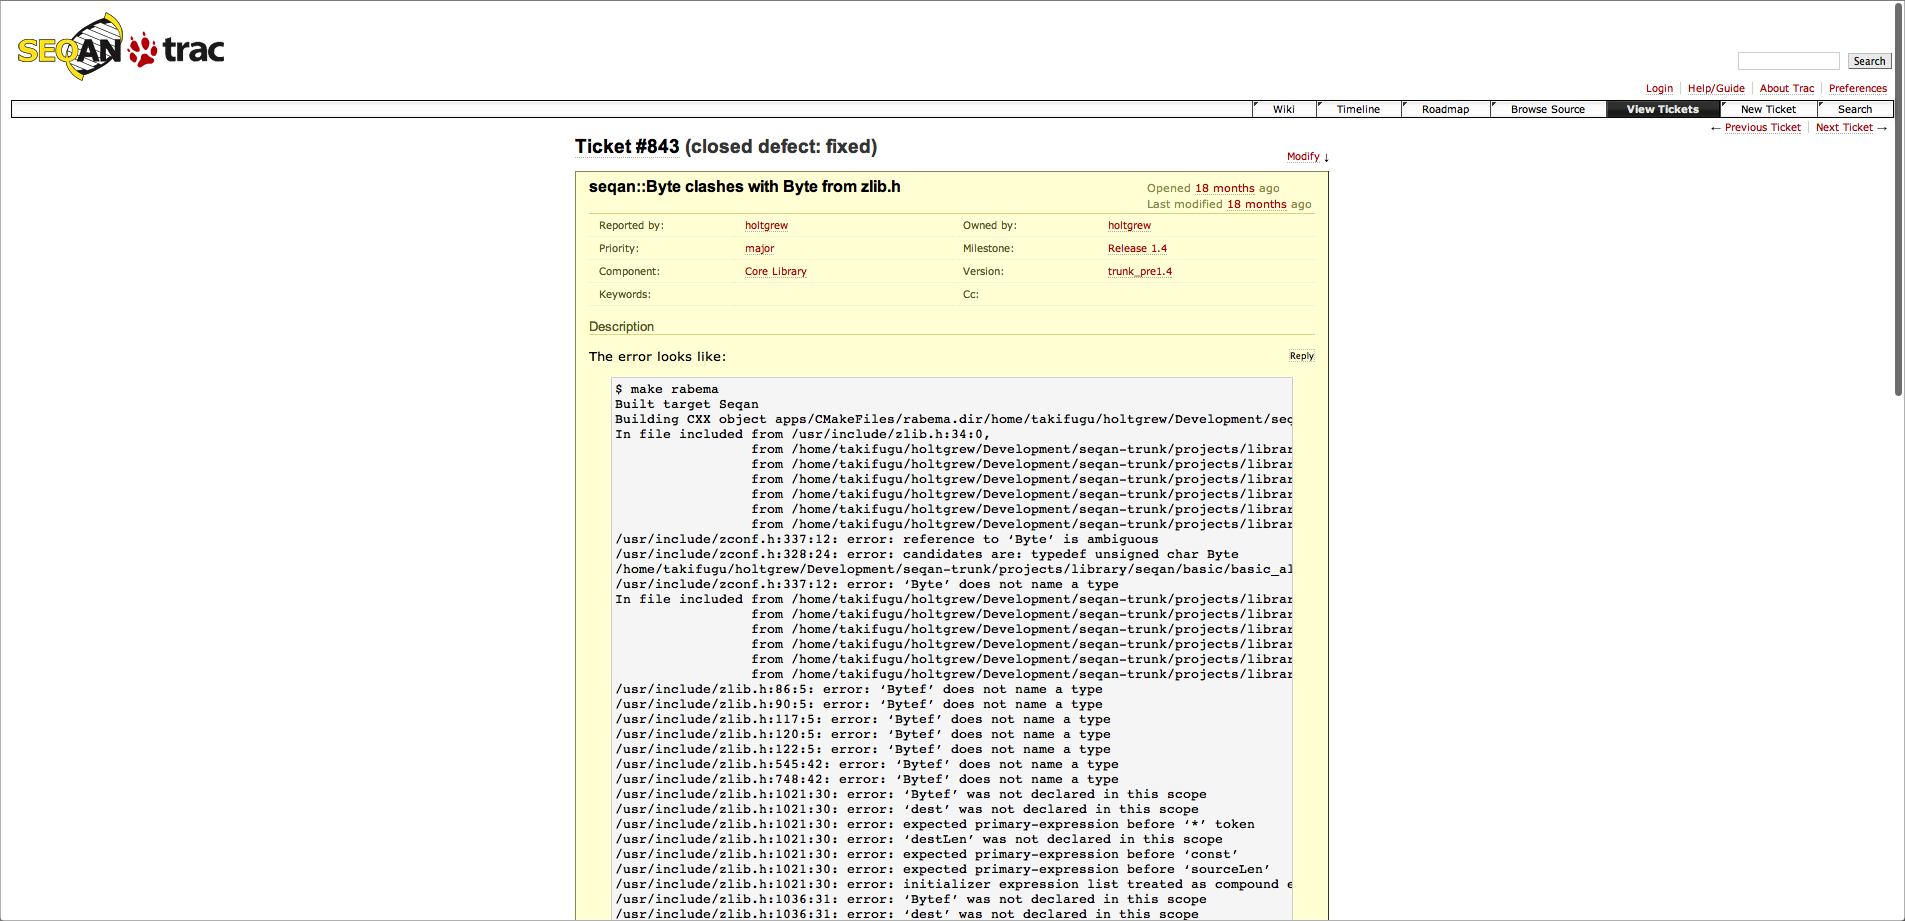 SEQAN trac
Search
Login Help/Guide About Trac Preferences
Wiki Timeline Roadmap Browse Source View Tickets New Ticket Search
← Previous Ticket Next Ticket →
Ticket #843 (closed defect: fixed)
Modify ↓
seqan::Byte clashes with Byte from zlib.h
Opened 18 months ago
Last modified 18 months ago
Reported by: holtgrew Owned by: holtgrew
Priority: major Milestone: Release 1.4
Component: Core Library Version: trunk_pre1.4
Keywords: Cc:
Description
The error looks like:
Reply
$ make rabema
Built target Seqan
Building CXX object apps/CMakeFiles/rabema.dir/home/takifugu/holtgrew/Development/seq
In file included from /usr/include/zlib.h:34:0,
from /home/takifugu/holtgrew/Development/seqan-trunk/projects/librar
from /home/takifugu/holtgrew/Development/seqan-trunk/projects/librar
from /home/takifugu/holtgrew/Development/seqan-trunk/projects/librar
from /home/takifugu/holtgrew/Development/seqan-trunk/projects/librar
from /home/takifugu/holtgrew/Development/seqan-trunk/projects/librar
from /home/takifugu/holtgrew/Development/seqan-trunk/projects/librar
/usr/include/zconf.h:337:12: error: reference to ‘Byte’ is ambiguous
/usr/include/zconf.h:328:24: error: candidates are: typedef unsigned char Byte
/home/takifugu/holtgrew/Development/seqan-trunk/projects/library/seqan/basic/basic_al
/usr/include/zconf.h:337:12: error: ‘Byte’ does not name a type
In file included from /home/takifugu/holtgrew/Development/seqan-trunk/projects/librar
from /home/takifugu/holtgrew/Development/seqan-trunk/projects/librar
from /home/takifugu/holtgrew/Development/seqan-trunk/projects/librar
from /home/takifugu/holtgrew/Development/seqan-trunk/projects/librar
from /home/takifugu/holtgrew/Development/seqan-trunk/projects/librar
from /home/takifugu/holtgrew/Development/seqan-trunk/projects/librar
/usr/include/zlib.h:86:5: error: ‘Bytef’ does not name a type
/usr/include/zlib.h:90:5: error: ‘Bytef’ does not name a type
/usr/include/zlib.h:117:5: error: ‘Bytef’ does not name a type
/usr/include/zlib.h:120:5: error: ‘Bytef’ does not name a type
/usr/include/zlib.h:122:5: error: ‘Bytef’ does not name a type
/usr/include/zlib.h:545:42: error: ‘Bytef’ does not name a type
/usr/include/zlib.h:748:42: error: ‘Bytef’ does not name a type
/usr/include/zlib.h:1021:30: error: ‘Bytef’ was not declared in this scope
/usr/include/zlib.h:1021:30: error: ‘dest’ was not declared in this scope
/usr/include/zlib.h:1021:30: error: expected primary-expression before ‘*’ token
/usr/include/zlib.h:1021:30: error: ‘destLen’ was not declared in this scope
/usr/include/zlib.h:1021:30: error: expected primary-expression before ‘const’
/usr/include/zlib.h:1021:30: error: expected primary-expression before ‘sourceLen’
/usr/include/zlib.h:1021:30: error: initializer expression list treated as compound e
/usr/include/zlib.h:1036:31: error: ‘Bytef’ was not declared in this scope
/usr/include/zlib.h:1036:31: error: ‘dest’ was not declared in this scope